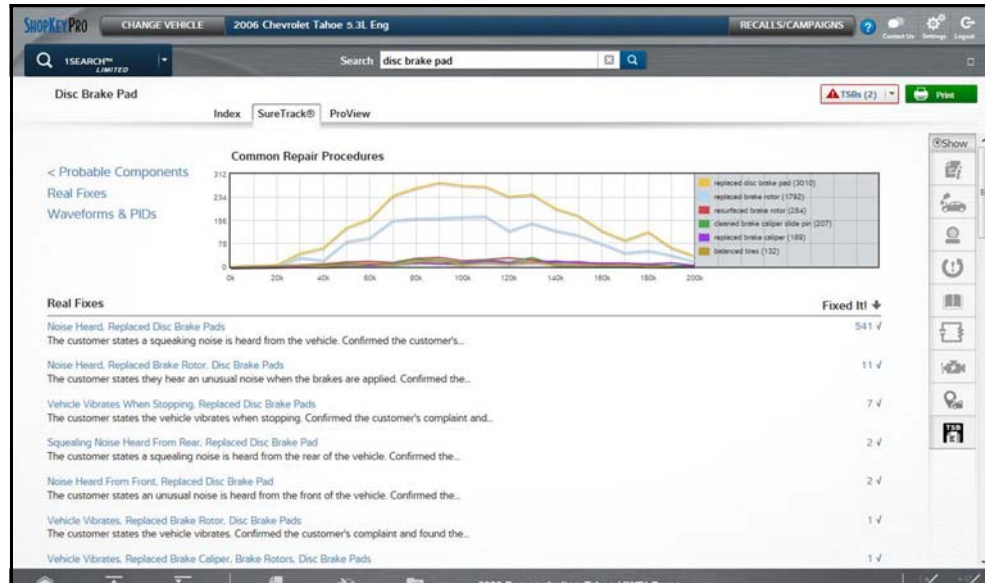 SHOPKEYPRO CHANGE VEHICLE 2006 Chevrolet Tahoe 5.3L Eng RECALLS/CAMPAIGNS ? Contact Us Settings Logout
1SEARCH™ LIMITED Search disc brake pad
Disc Brake Pad TSBs (2) Print
Index SureTrack® ProView
Show
Common Repair Procedures
< Probable Components
Real Fixes
Waveforms & PIDs
312
234
156
78
0
0k 20k 40k 60k 80k 100k 120k 140k 160k 180k 200k
replaced disc brake pad (3010)
replaced brake rotor (1792)
resurfaced brake rotor (284)
cleaned brake caliper slide pin (207)
replaced brake caliper (189)
balanced tires (132)
Real Fixes Fixed It!
Noise Heard, Replaced Disc Brake Pads 541 √
The customer states a squeaking noise is heard from the vehicle. Confirmed the customer's...
Noise Heard, Replaced Brake Rotor, Disc Brake Pads 11 √
The customer states they hear an unusual noise when the brakes are applied. Confirmed the...
Vehicle Vibrates When Stopping, Replaced Disc Brake Pads 7 √
The customer states the vehicle vibrates when stopping. Confirmed the customer's complaint and...
Squealing Noise Heard From Rear, Replaced Disc Brake Pad 2 √
The customer states a squealing noise is heard from the rear of the vehicle. Confirmed the...
Noise Heard From Front, Replaced Disc Brake Pad 2 √
The customer states an unusual noise is heard from the front of the vehicle. Confirmed the...
Vehicle Vibrates, Replaced Brake Rotor, Disc Brake Pads 1 √
The customer states the vehicle vibrates. Confirmed the customer's complaint and found the...
Vehicle Vibrates, Replaced Brake Caliper, Brake Rotors, Disc Brake Pads 1 √
TSB